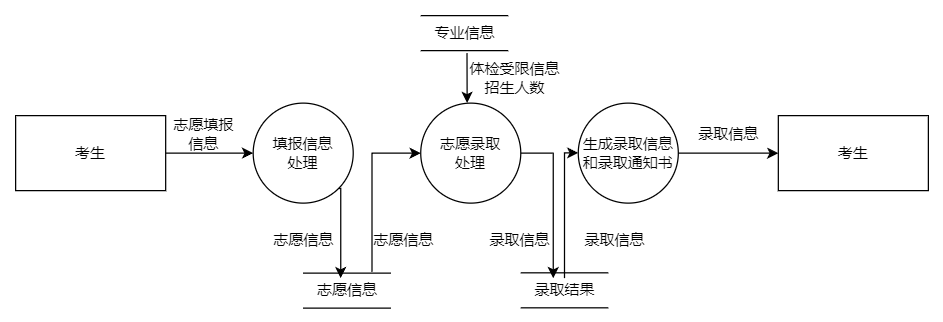 专业信息
体检受限信息
招生人数
考生
志愿填报
信息
填报信息
处理
志愿录取
处理
生成录取信息
和录取通知书
录取信息
考生
志愿信息
志愿信息
录取信息
录取信息
志愿信息
录取结果